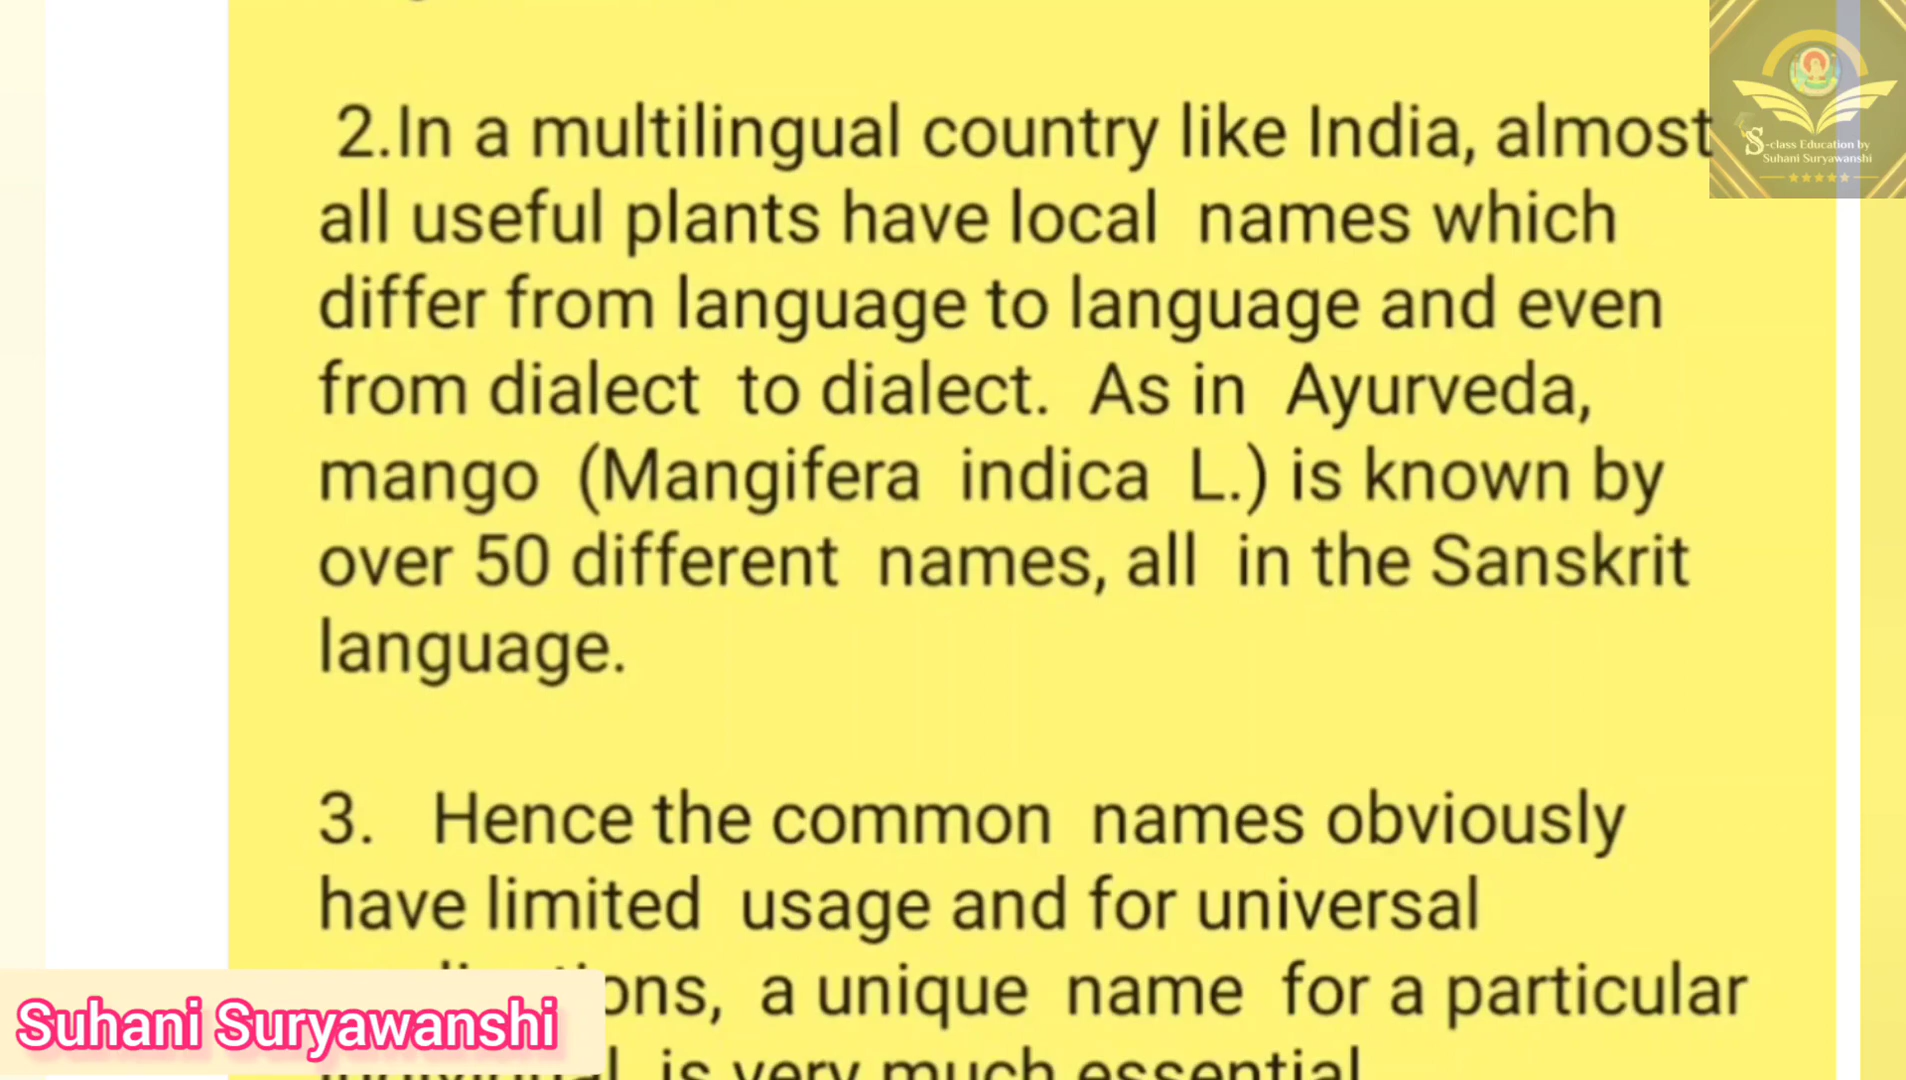 2.In a multilingual country like India, almost
all useful plants have local names which
differ from language to language and even
from dialect to dialect. As in Ayurveda,
mango (Mangifera indica L.) is known by
over 50 different names, all in the Sanskrit
language.
3. Hence the common names obviously
have limited usage and for universal
a unique name for a particular
is very much essential
S-class Education by
Suhani Suryawanshi
Suhani Suryawanshi